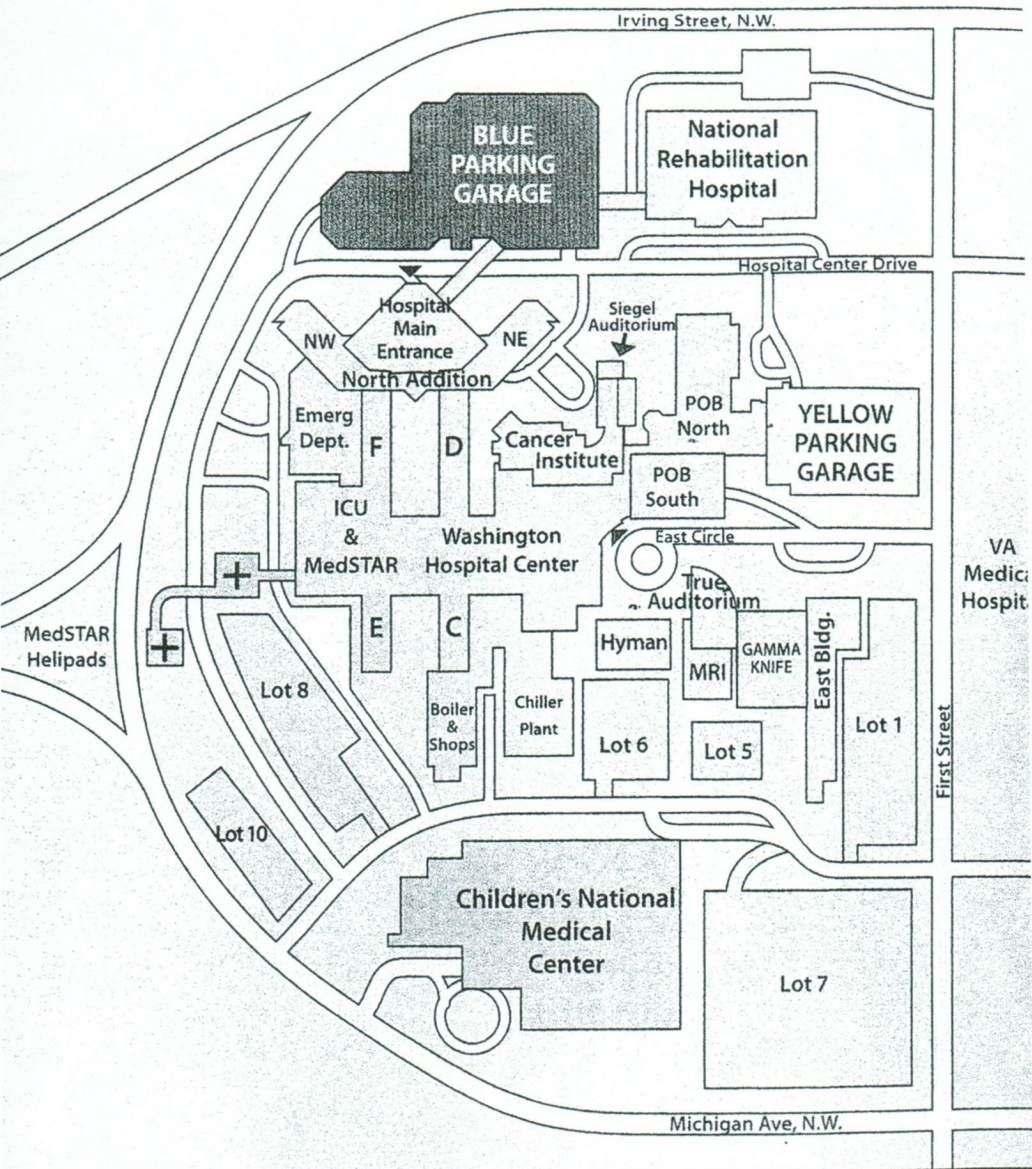 Irving Street, N.W.
BLUE
PARKING
GARAGE
National
Rehabilitation
Hospital
Hospital Center Drive
Hospital
Main
Entrance
NW
NE
North Addition
Siegel
Auditorium
Emerg
Dept.
F
D
Cancer
Institute
POB
North
YELLOW
PARKING
GARAGE
POB
South
ICU
&
MedSTAR
Washington
Hospital Center
East Circle
VA
Medica
Hospit
True
Auditorium
MedSTAR
Helipads
E
C
Hyman
MRI
GAMMA
KNIFE
East Bldg.
Lot 8
Boiler
&
Shops
Chiller
Plant
Lot 6
Lot 5
Lot 1
First Street
Lot 10
Children's National
Medical
Center
Lot 7
Michigan Ave, N.W.